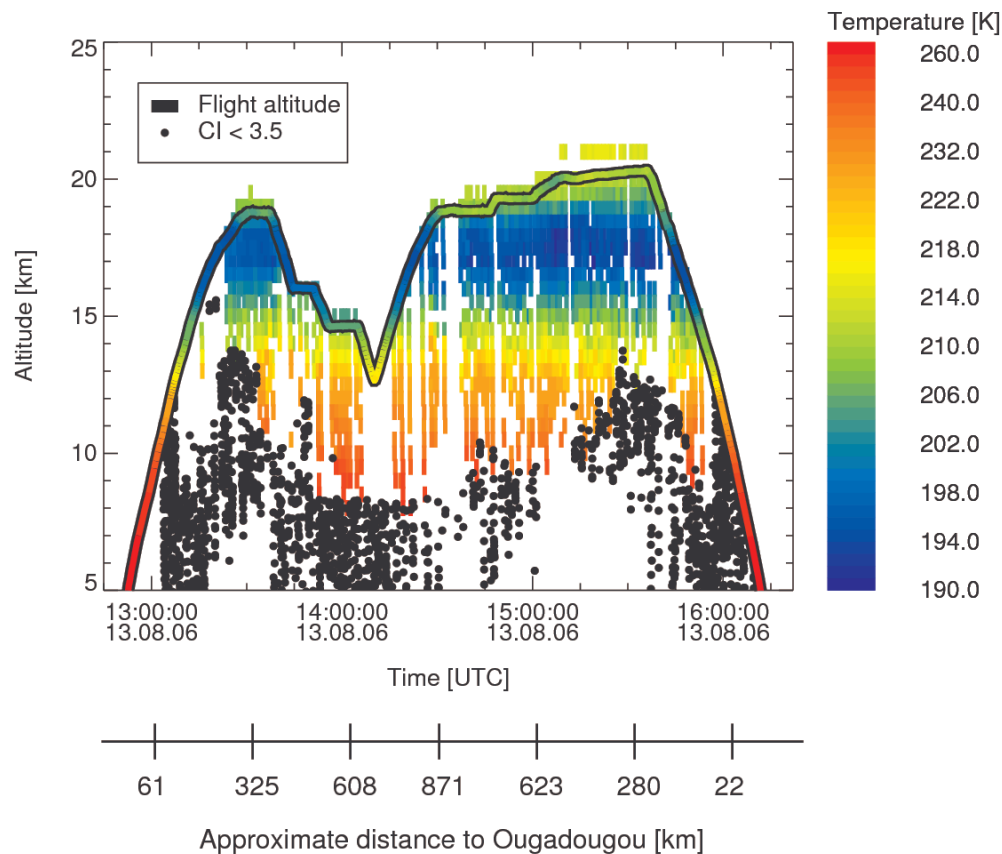 Temperature [K]
25
20
15
10
5
Altitude [km]
Flight altitude
CI < 3.5
260.0
240.0
232.0
226.0
222.0
218.0
214.0
210.0
206.0
202.0
198.0
194.0
190.0
13:00:00 14:00:00 15:00:00 16:00:00
13.08.06 13.08.06 13.08.06 13.08.06
Time [UTC]
61 325 608 871 623 280 22
Approximate distance to Ougadougou [km]